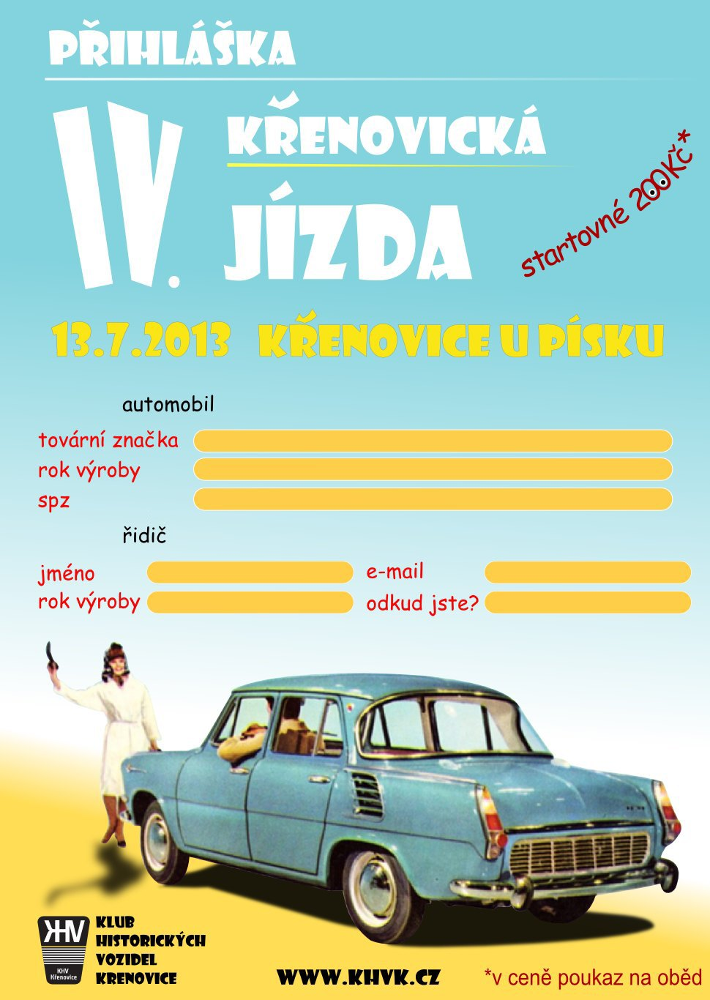 PŘIHLÁŠKA
IV. KŘENOVICKÁ
JÍZDA
startovné 200Kč*
13.7.2013 KŘENOVICE U PÍSKU
automobil
tovární značka
rok výroby
spz
řidič
jméno
e-mail
rok výroby
odkud jste?
KHV
KHV
Křenovice
KLUB
HISTORICKÝCH
VOZIDEL
KRENOVICE
WWW.KHVK.CZ
*v ceně poukaz na oběd